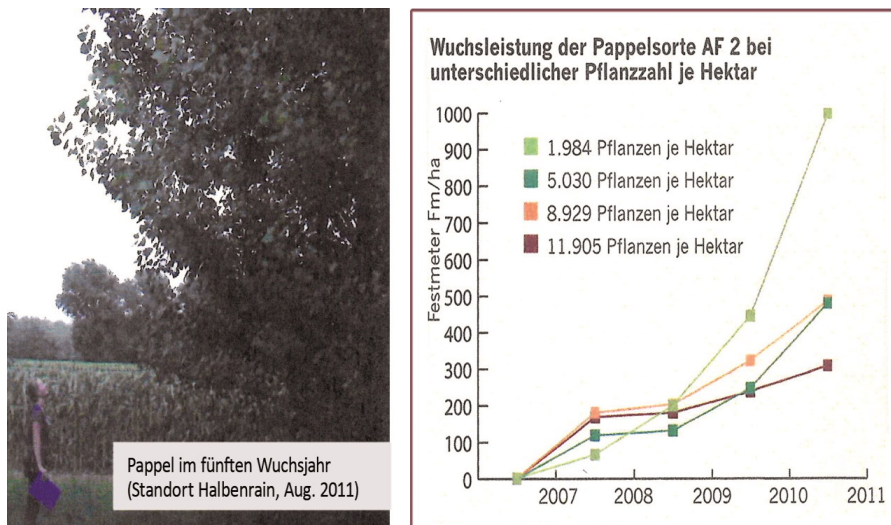 Pappel im fünften Wuchsjahr
(Standort Halbenrain, Aug. 2011)
Wuchsleistung der Pappelsorte AF 2 bei
unterschiedlicher Pflanzzahl je Hektar
Festmeter Fm/ha
1000
900
800
700
600
500
400
300
200
100
0
1.984 Pflanzen je Hektar
5.030 Pflanzen je Hektar
8.929 Pflanzen je Hektar
11.905 Pflanzen je Hektar
2007 2008 2009 2010 2011